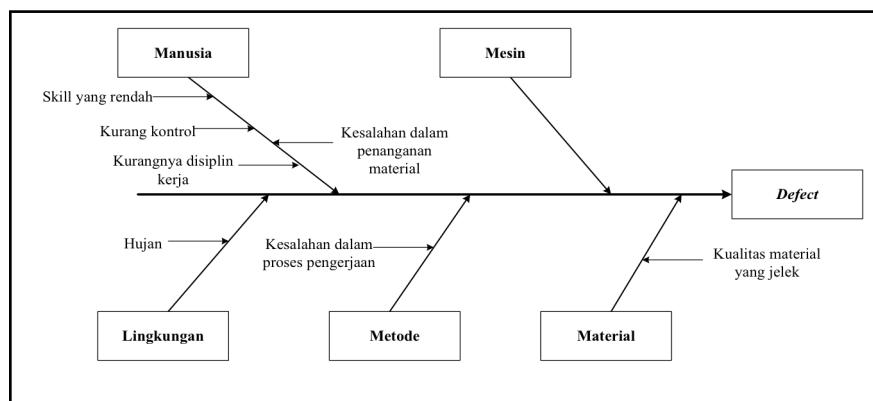 Manusia
Mesin
Skill yang rendah
Kurang kontrol
Kesalahan dalam
penanganan
material
Kurangnya disiplin
kerja
Defect
Hujan
Kesalahan dalam
proses pengerjaan
Kualitas material
yang jelek
Lingkungan
Metode
Material